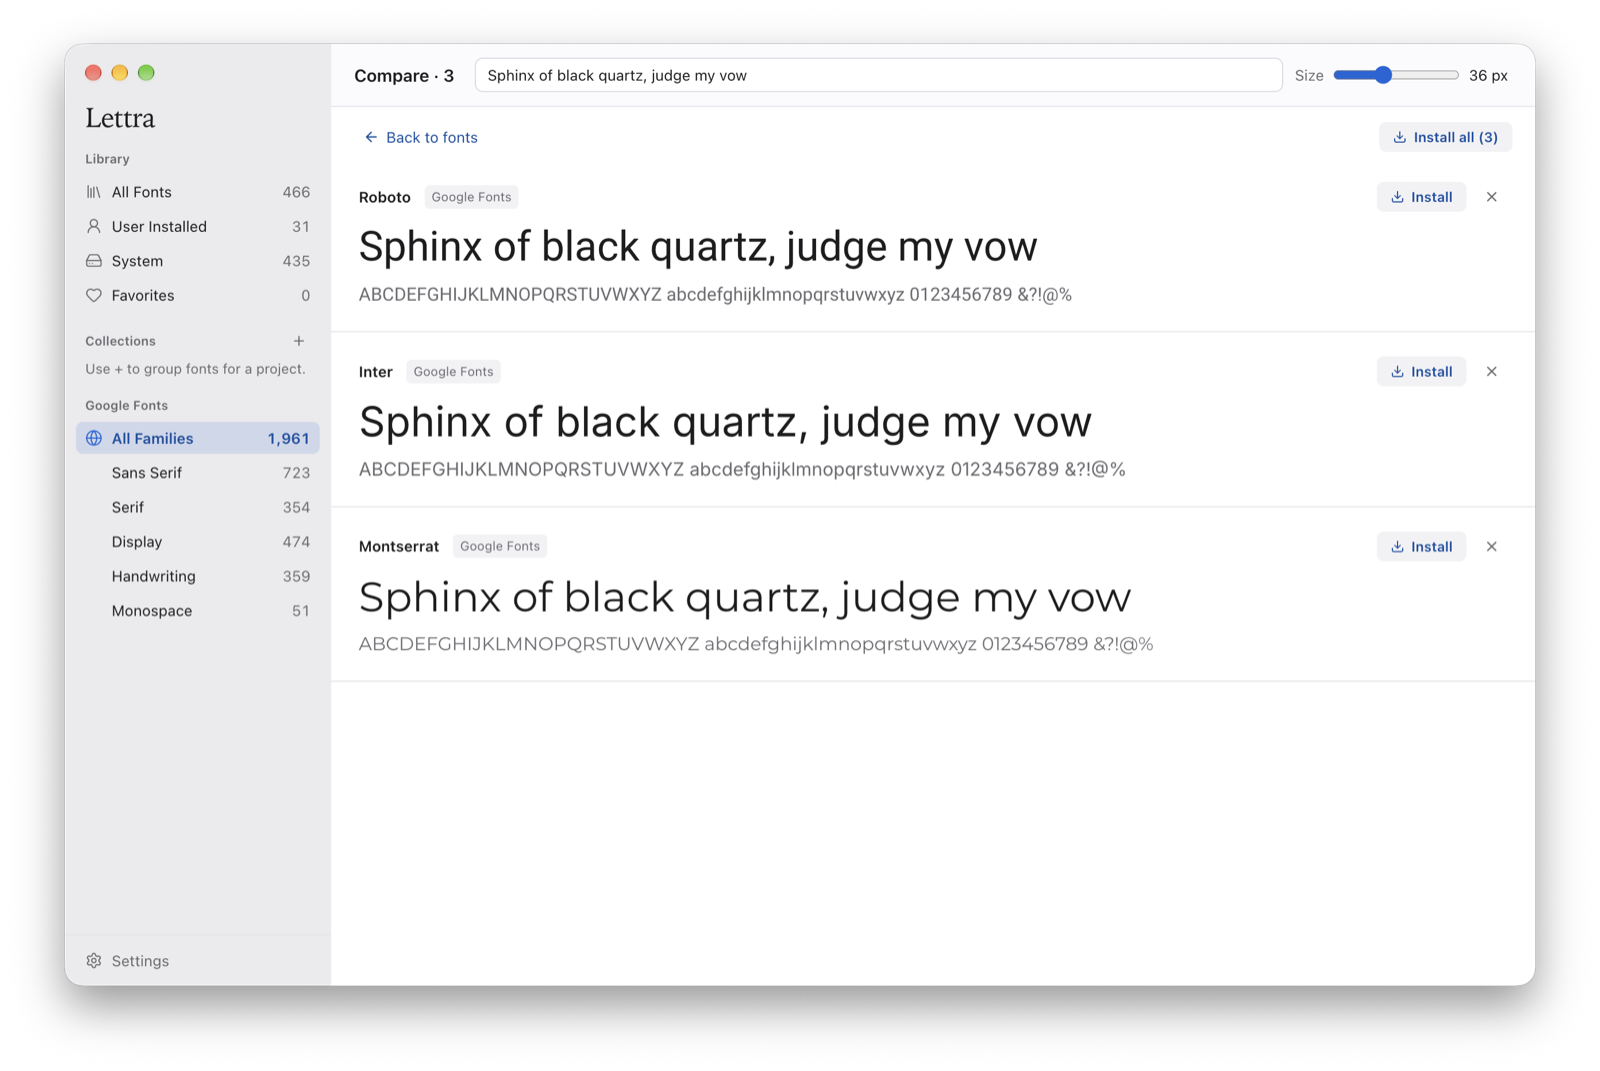 Lettra
Library
All Fonts 466
User Installed 31
System 435
Favorites 0
Collections +
Use + to group fonts for a project.
Google Fonts
All Families 1,961
Sans Serif 723
Serif 354
Display 474
Handwriting 359
Monospace 51
Settings
Compare · 3
Sphinx of black quartz, judge my vow
Size 36 px
Back to fonts
Install all (3)
Roboto Google Fonts Install
Sphinx of black quartz, judge my vow
ABCDEFGHIJKLMNOPQRSTUVWXYZ abcdefghijklmnopqrstuvwxyz 0123456789 &?!@%
Inter Google Fonts Install
Sphinx of black quartz, judge my vow
ABCDEFGHIJKLMNOPQRSTUVWXYZ abcdefghijklmnopqrstuvwxyz 0123456789 &?!@%
Montserrat Google Fonts Install
Sphinx of black quartz, judge my vow
ABCDEFGHIJKLMNOPQRSTUVWXYZ abcdefghijklmnopqrstuvwxyz 0123456789 &?!@%